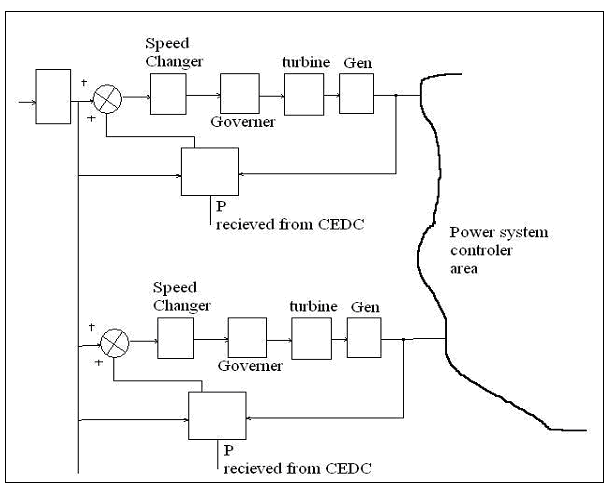 Speed
Changer
turbine
Gen
+
+
Governer
P
recieved from CEDC
Power system
controler
area
Speed
Changer
turbine
Gen
+
+
Governer
P
recieved from CEDC